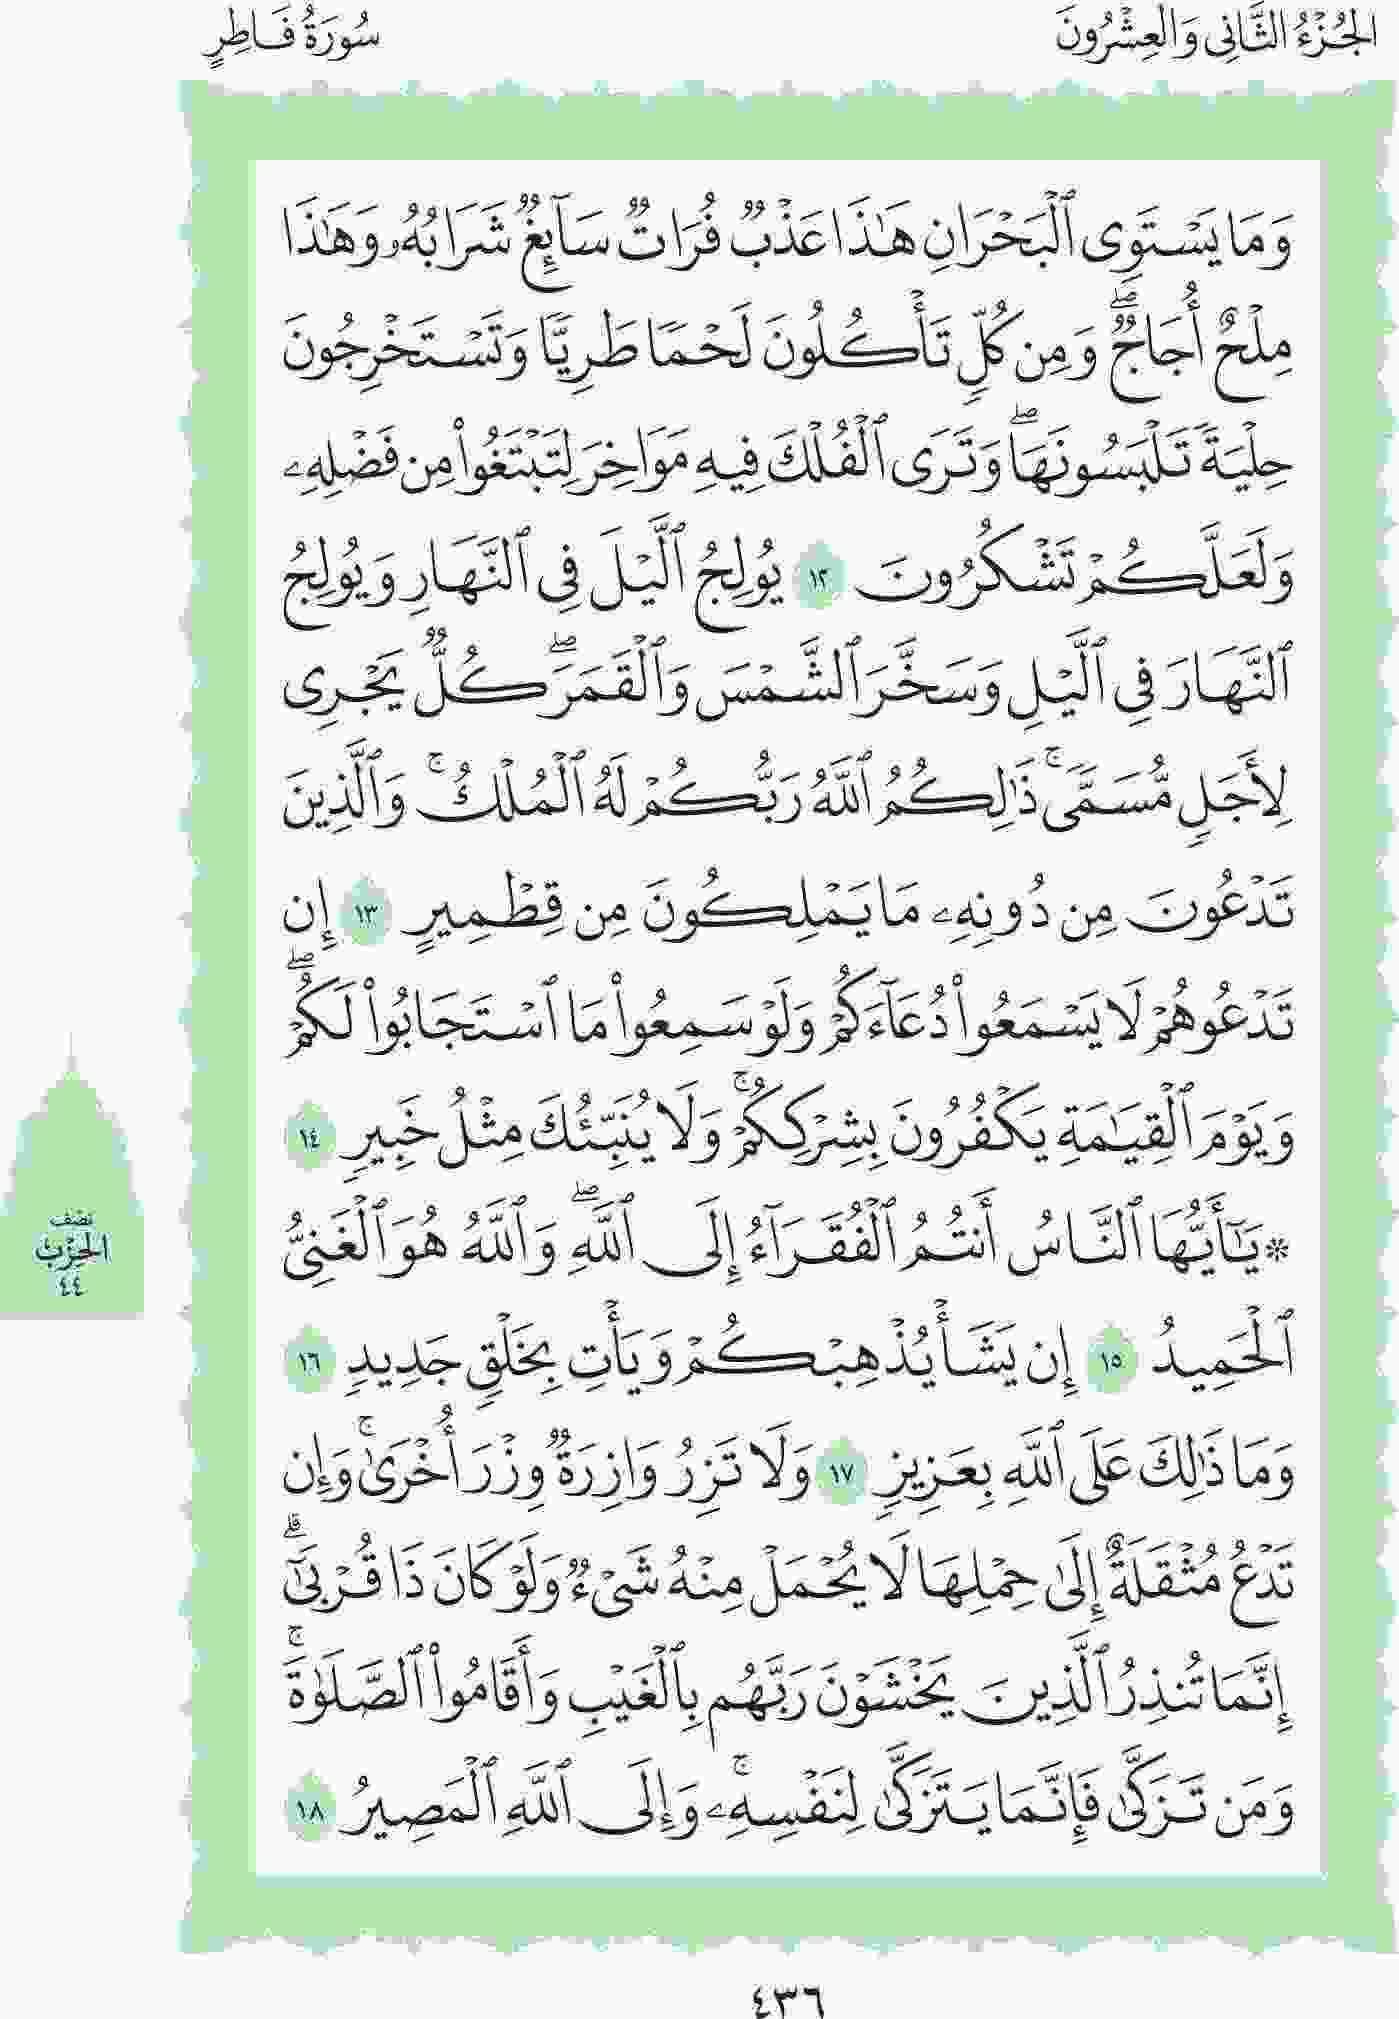 الجُزْءُ الثَّانِي وَالعِشْرُونَ
سُورَةُ فَاطِرٍ
وَمَا يَسْتَوِى ٱلْبَحْرَانِ هَـٰذَا عَذْبٌ فُرَاتٌ سَآئِغٌ شَرَابُهُۥ وَهَـٰذَا
مِلْحٌ أُجَاجٌ ۖ وَمِن كُلٍّ تَأْكُلُونَ لَحْمًا طَرِيًّا وَتَسْتَخْرِجُونَ
حِلْيَةً تَلْبَسُونَهَا ۖ وَتَرَى ٱلْفُلْكَ فِيهِ مَوَاخِرَ لِتَبْتَغُوا۟ مِن فَضْلِهِۦ
وَلَعَلَّكُمْ تَشْكُرُونَ ١٢ يُولِجُ ٱلَّيْلَ فِى ٱلنَّهَارِ وَيُولِجُ
ٱلنَّهَارَ فِى ٱلَّيْلِ وَسَخَّرَ ٱلشَّمْسَ وَٱلْقَمَرَ ۖ كُلٌّ يَجْرِى
لِأَجَلٍ مُّسَمًّى ۚ ذَٰلِكُمُ ٱللَّهُ رَبُّكُمْ لَهُ ٱلْمُلْكُ ۚ وَٱلَّذِينَ
تَدْعُونَ مِن دُونِهِۦ مَا يَمْلِكُونَ مِن قِطْمِيرٍ ١٣ إِن
تَدْعُوهُمْ لَا يَسْمَعُوا۟ دُعَآءَكُمْ وَلَوْ سَمِعُوا۟ مَا ٱسْتَجَابُوا۟ لَكُمْ ۖ
وَيَوْمَ ٱلْقِيَـٰمَةِ يَكْفُرُونَ بِشِرْكِكُمْ ۚ وَلَا يُنَبِّئُكَ مِثْلُ خَبِيرٍ ١٤
۞ يَـٰٓأَيُّهَا ٱلنَّاسُ أَنتُمُ ٱلْفُقَرَآءُ إِلَى ٱللَّهِ ۖ وَٱللَّهُ هُوَ ٱلْغَنِىُّ
ٱلْحَمِيدُ ١٥ إِن يَشَأْ يُذْهِبْكُمْ وَيَأْتِ بِخَلْقٍ جَدِيدٍ ١٦
وَمَا ذَٰلِكَ عَلَى ٱللَّهِ بِعَزِيزٍ ١٧ وَلَا تَزِرُ وَازِرَةٌ وِزْرَ أُخْرَىٰ ۚ وَإِن
تَدْعُ مُثْقَلَةٌ إِلَىٰ حِمْلِهَا لَا يُحْمَلْ مِنْهُ شَىْءٌ وَلَوْ كَانَ ذَا قُرْبَىٰٓ ۗ
إِنَّمَا تُنذِرُ ٱلَّذِينَ يَخْشَوْنَ رَبَّهُم بِٱلْغَيْبِ وَأَقَامُوا۟ ٱلصَّلَوٰةَ ۚ
وَمَن تَزَكَّىٰ فَإِنَّمَا يَتَزَكَّىٰ لِنَفْسِهِۦ ۚ وَإِلَى ٱللَّهِ ٱلْمَصِيرُ ١٨
نصف
الحزب
٤٤
٤٣٦